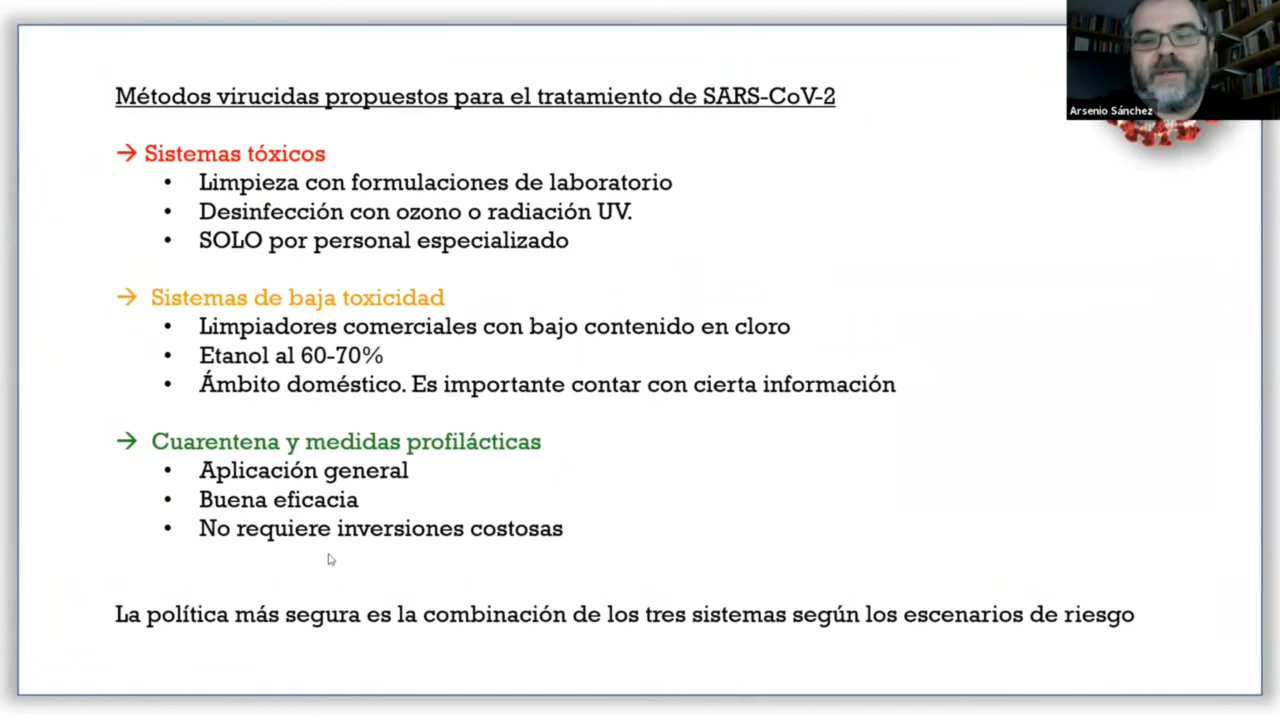 Métodos virucidas propuestos para el tratamiento de SARS-CoV-2
→ Sistemas tóxicos
• Limpieza con formulaciones de laboratorio
• Desinfección con ozono o radiación UV.
• SOLO por personal especializado
→ Sistemas de baja toxicidad
• Limpiadores comerciales con bajo contenido en cloro
• Etanol al 60-70%
• Ámbito doméstico. Es importante contar con cierta información
→ Cuarentena y medidas profilácticas
• Aplicación general
• Buena eficacia
• No requiere inversiones costosas
La política más segura es la combinación de los tres sistemas según los escenarios de riesgo
Arsenio Sánchez